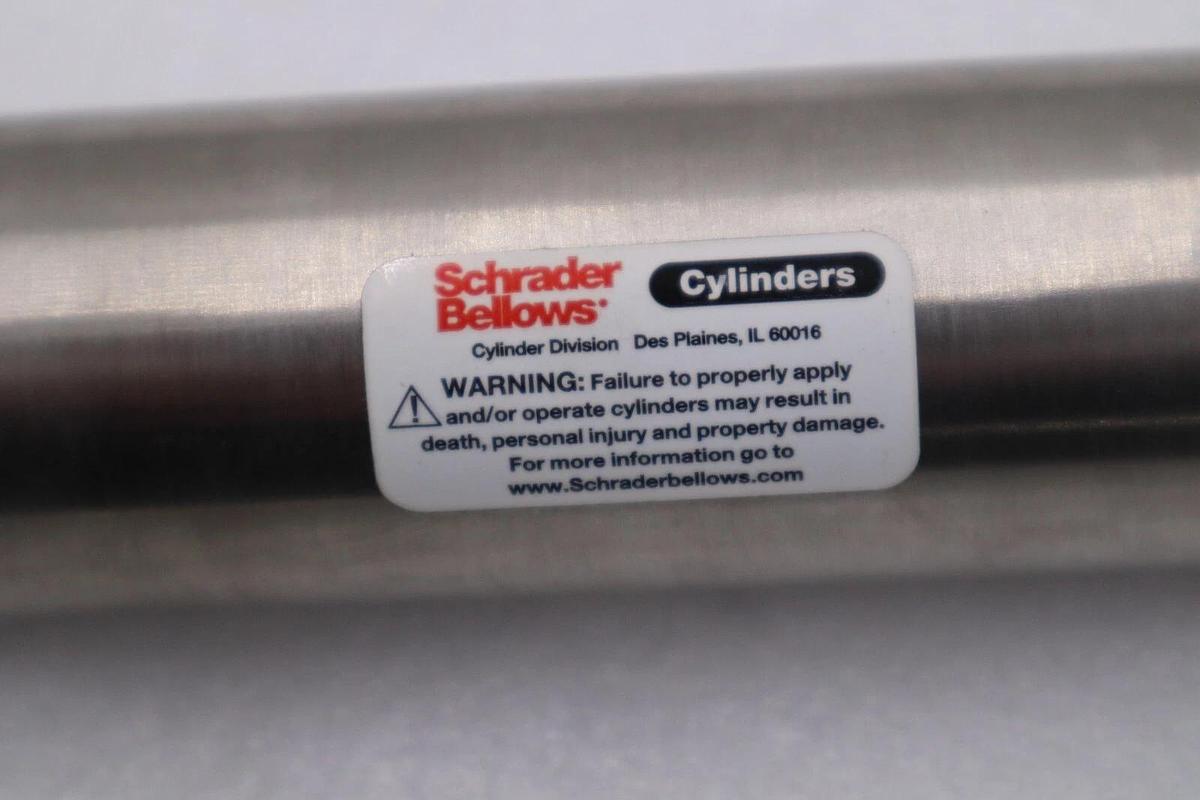 Schrader
Bellows
Cylinders
Cylinder Division Des Plaines, IL 60016
WARNING: Failure to properly apply
and/or operate cylinders may result in
death, personal injury and property damage.
For more information go to
www.Schraderbellows.com